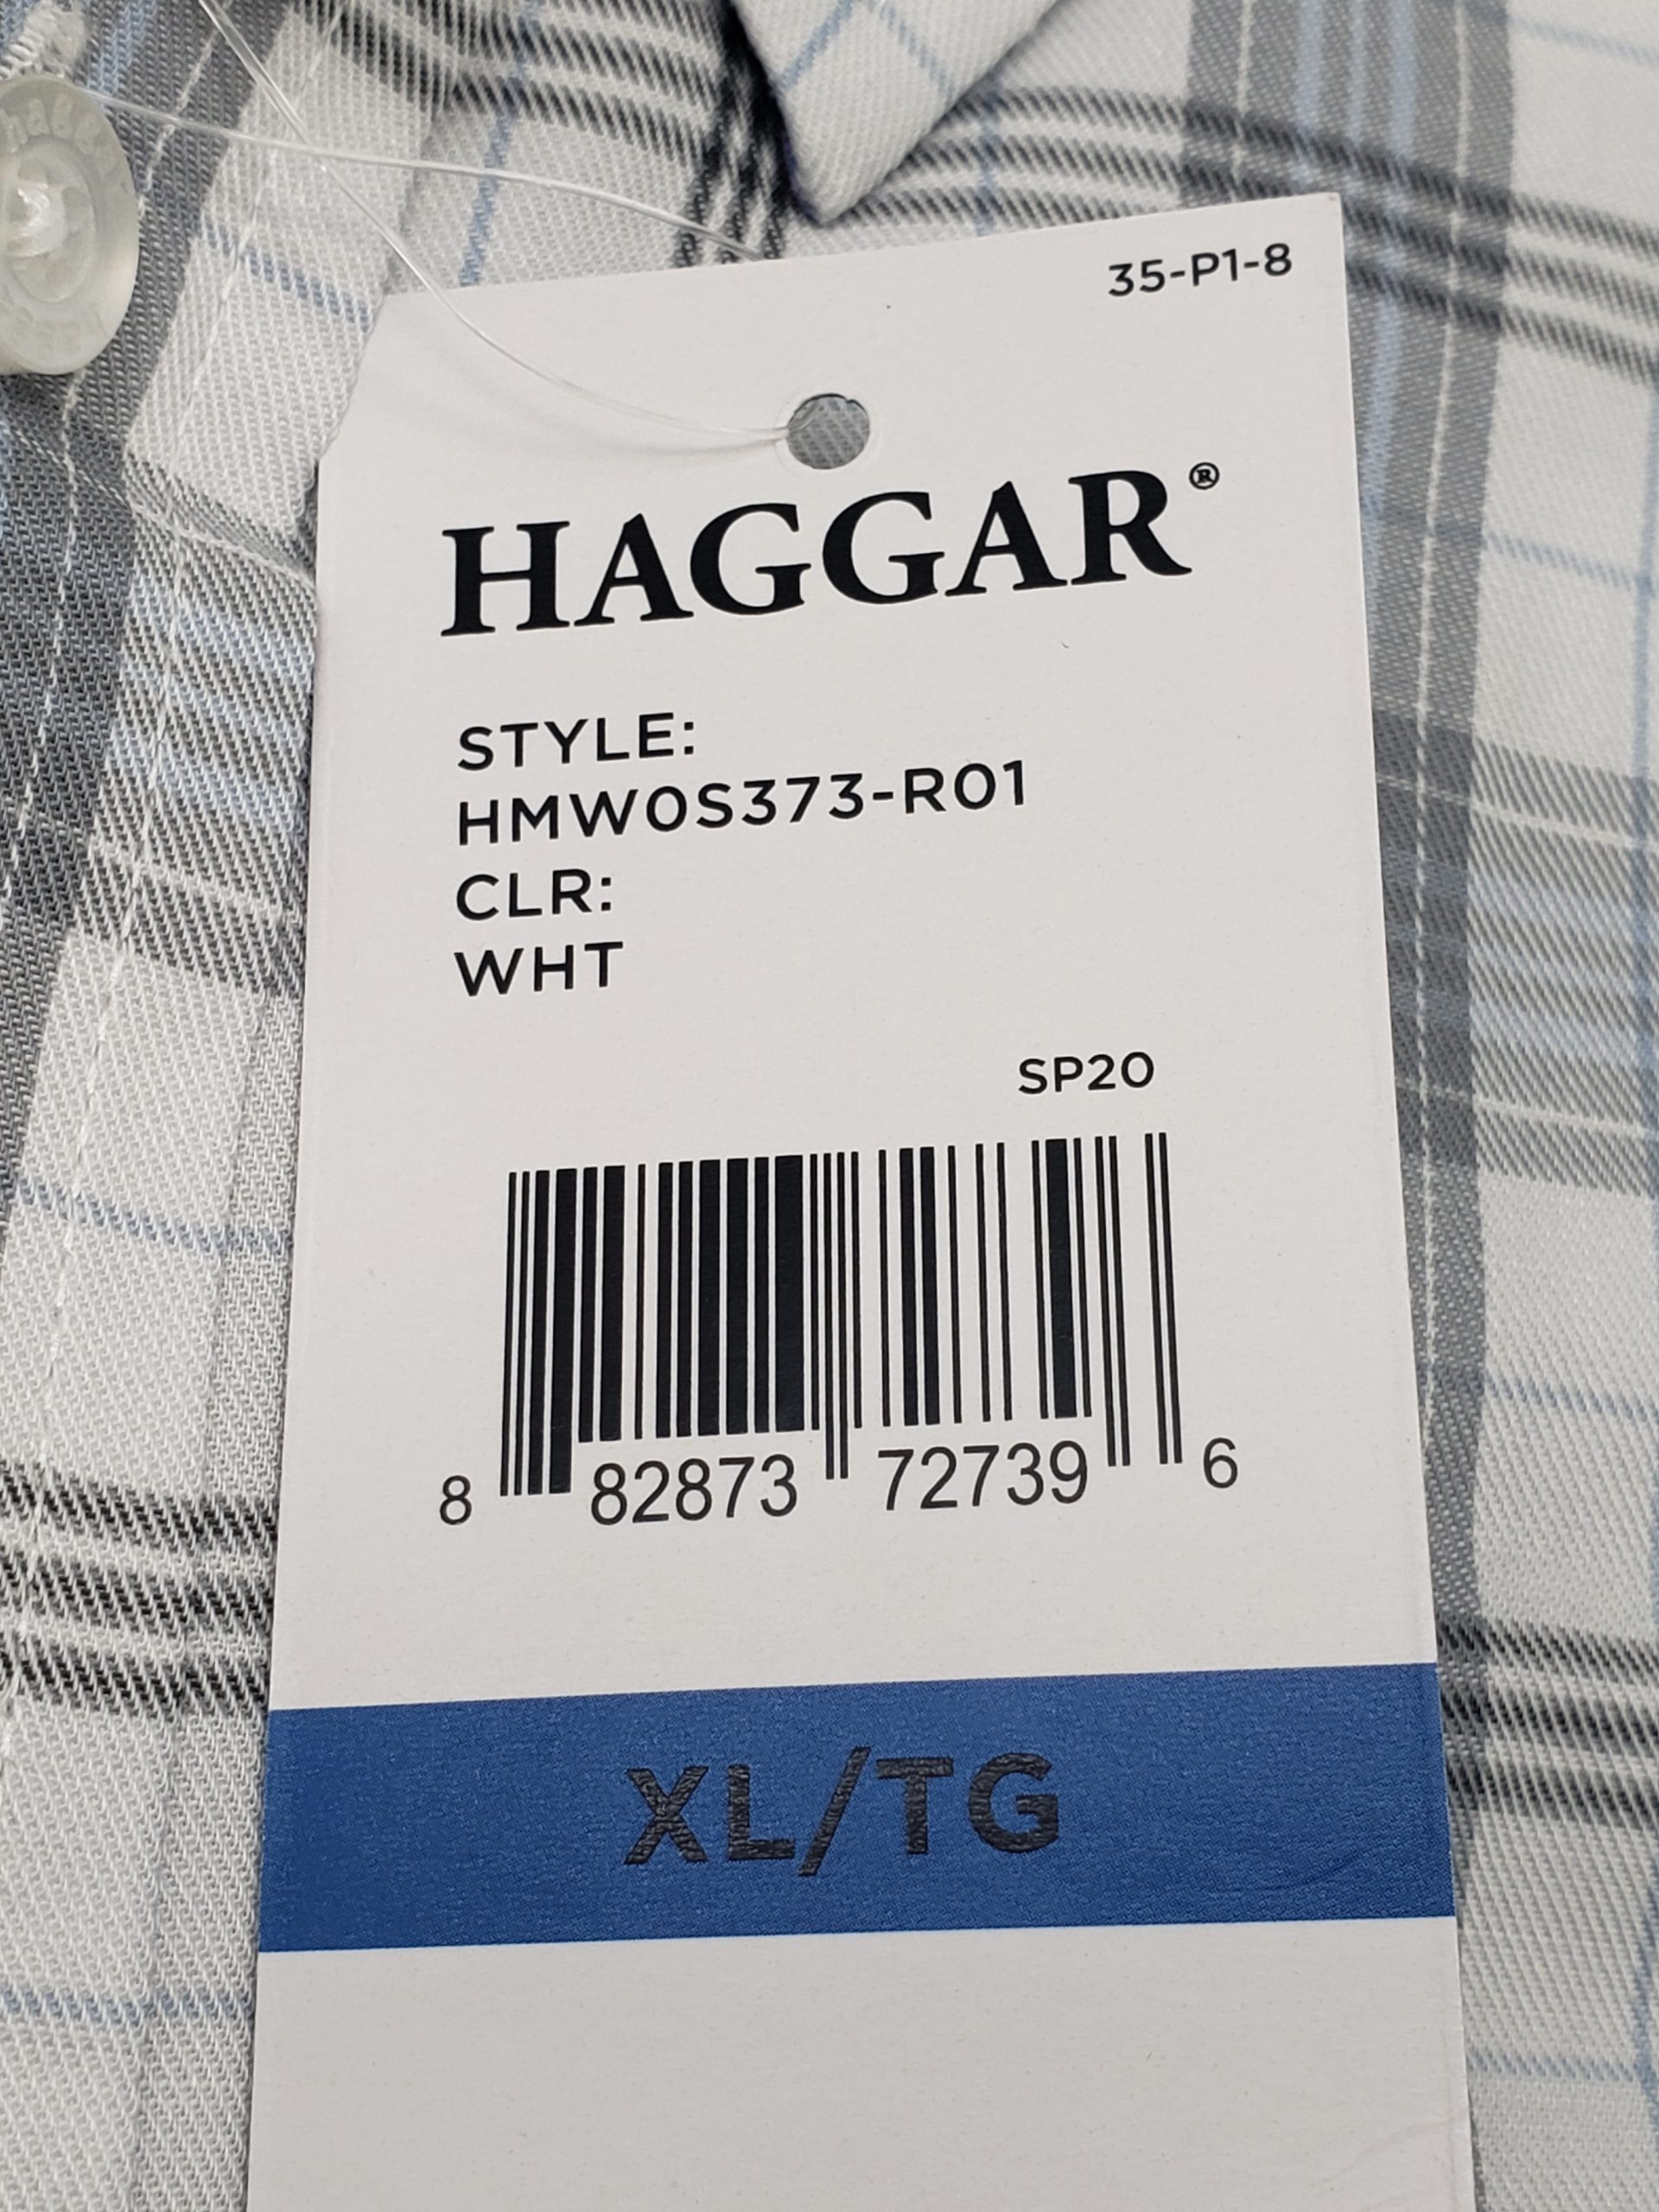 35-P1-8
HAGGAR®
STYLE:
HMW0S373-R01
CLR:
WHT
SP20
8 82873 72739 6
XL/TG